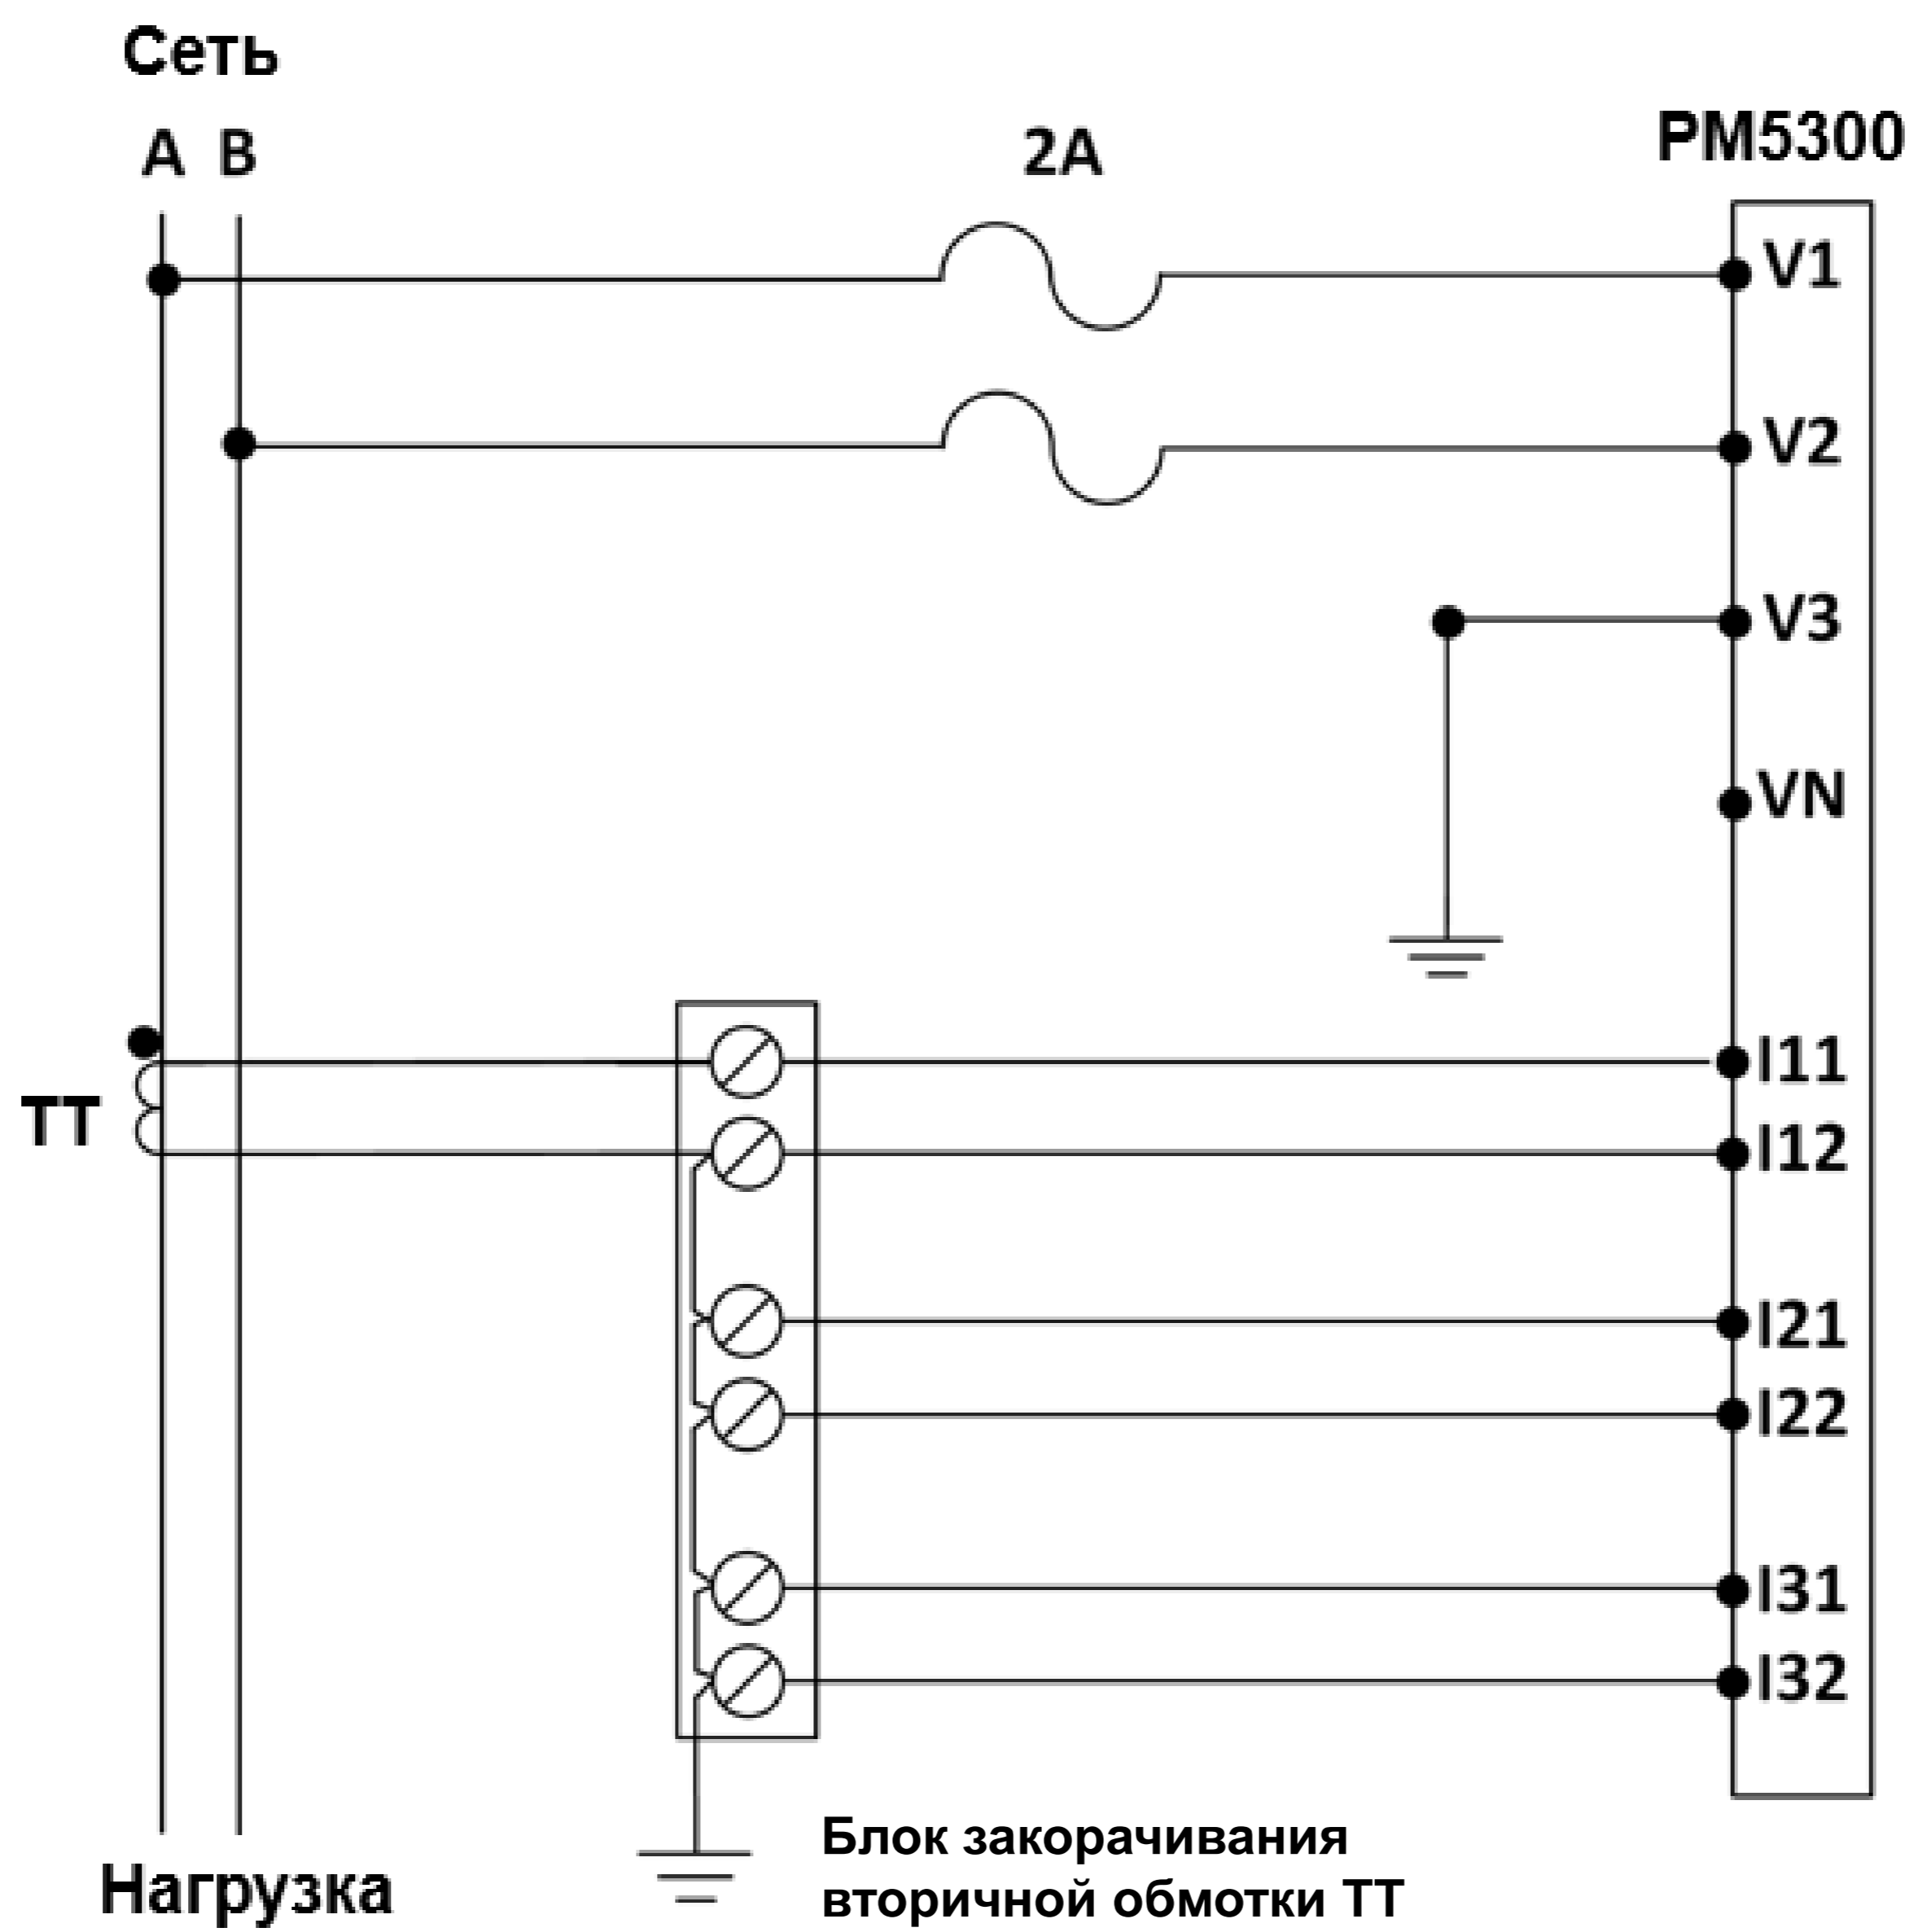 Сеть
A B
2A
PM5300
V1
V2
V3
VN
I11
ТТ
I12
I21
I22
I31
I32
Блок закорачивания
вторичной обмотки ТТ
Нагрузка